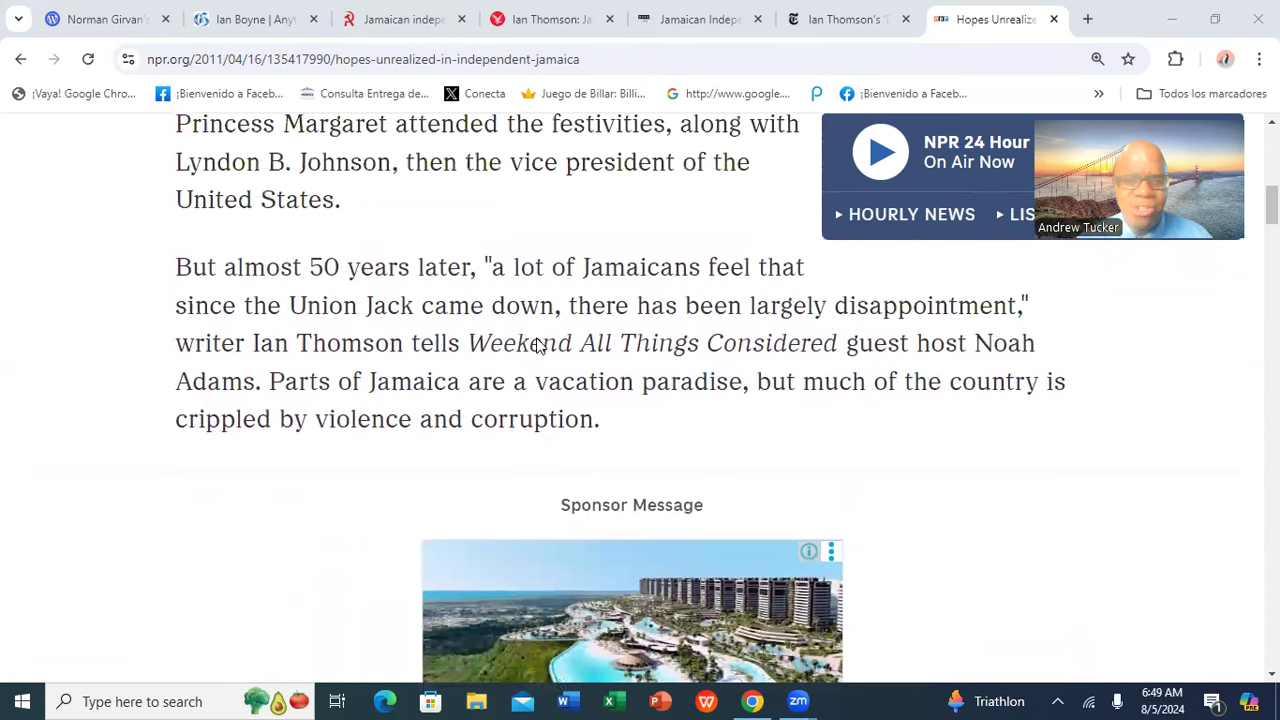 Norman Girvan's
Ian Boyne | Any
Jamaican indepe
Ian Thomson: Ja
Jamaican Indep
Ian Thomson's "
Hopes Unrealize
npr.org/2011/04/16/135417990/hopes-unrealized-in-independent-jamaica
¡Vaya! Google Chro...
¡Bienvenido a Faceb...
Consulta Entrega de...
Conecta
Juego de Billar: Billi...
http://www.google....
¡Bienvenido a Faceb...
Todos los marcadores
Princess Margaret attended the festivities, along with
Lyndon B. Johnson, then the vice president of the
United States.
NPR 24 Hour
On Air Now
HOURLY NEWS
LIS
Andrew Tucker
But almost 50 years later, "a lot of Jamaicans feel that
since the Union Jack came down, there has been largely disappointment,"
writer Ian Thomson tells Weekend All Things Considered guest host Noah
Adams. Parts of Jamaica are a vacation paradise, but much of the country is
crippled by violence and corruption.
Sponsor Message
Type here to search
Triathlon
6:49 AM
8/5/2024